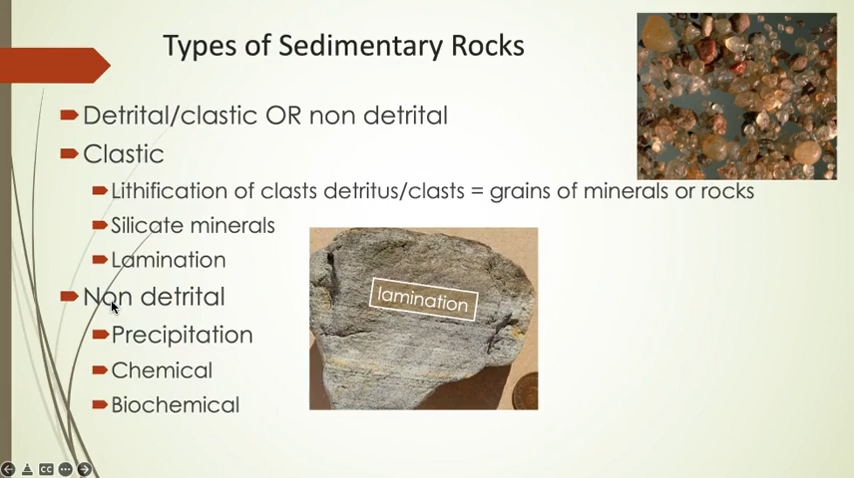 Types of Sedimentary Rocks
Detrital/clastic OR non detrital
Clastic
Lithification of clasts detritus/clasts = grains of minerals or rocks
Silicate minerals
Lamination
lamination
Non detrital
Precipitation
Chemical
Biochemical
CC